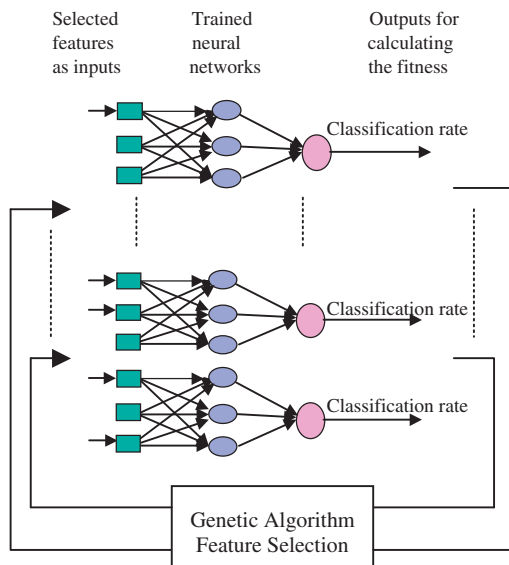 Selected
features
as inputs
Trained
neural
networks
Outputs for
calculating
the fitness
Classification rate
Classification rate
Classification rate
Genetic Algorithm
Feature Selection